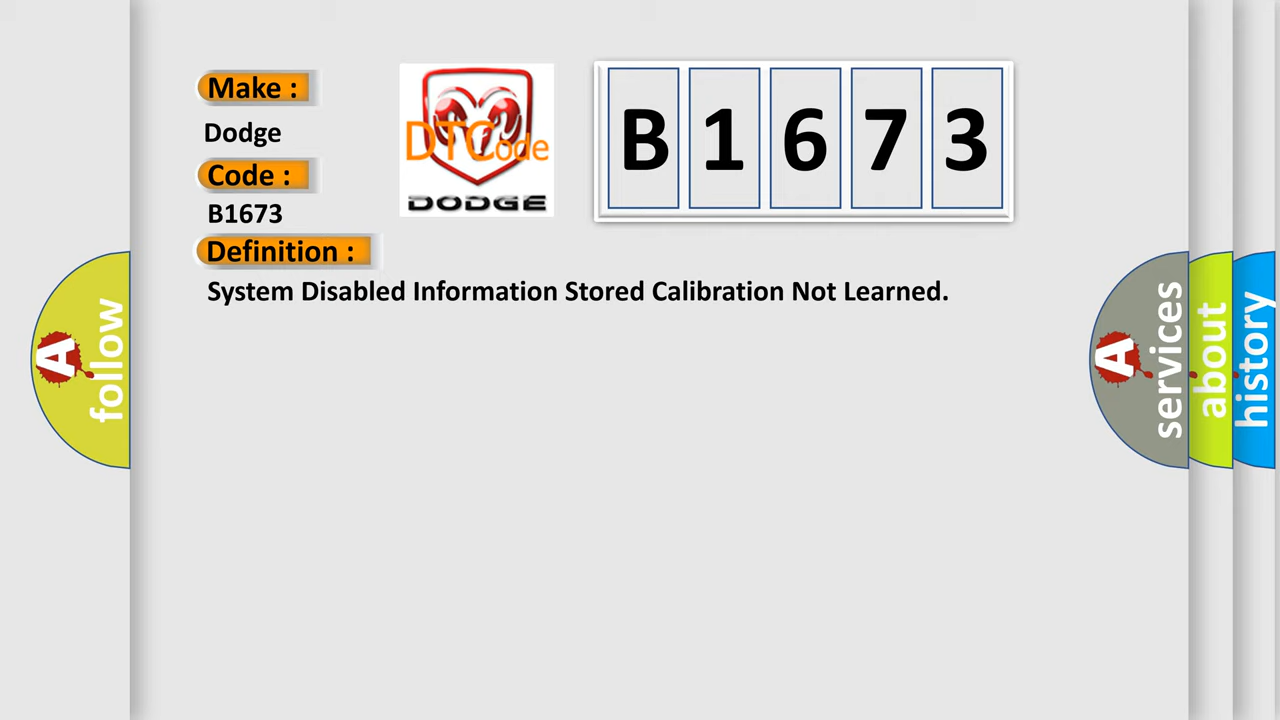 Make :
Dodge
Code :
B1673
Definition :
System Disabled Information Stored Calibration Not Learned.
DTCode
DODGE
B 1 6 7 3
A follow
A services
about
history